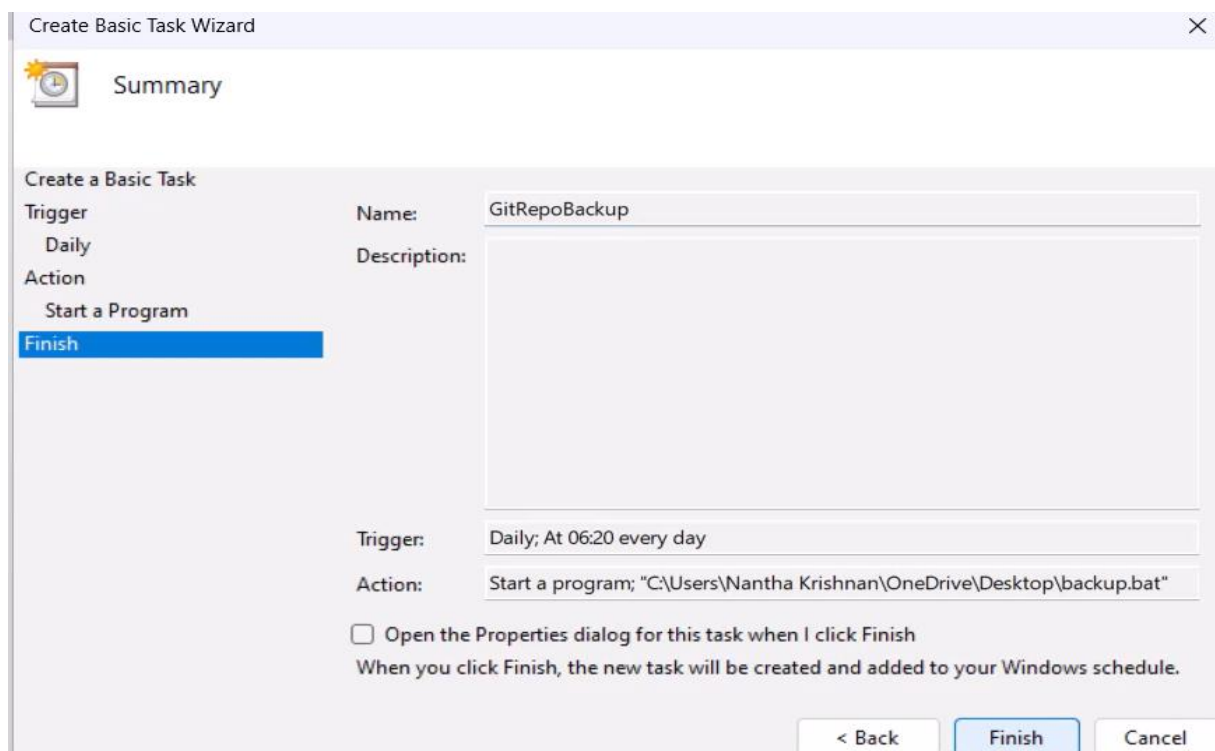 Create Basic Task Wizard
Summary
Create a Basic Task
Trigger
Daily
Action
Start a Program
Finish
Name: GitRepoBackup
Description:
Trigger: Daily; At 06:20 every day
Action: Start a program; "C:\Users\Nantha Krishnan\OneDrive\Desktop\backup.bat"
Open the Properties dialog for this task when I click Finish
When you click Finish, the new task will be created and added to your Windows schedule.
< Back Finish Cancel